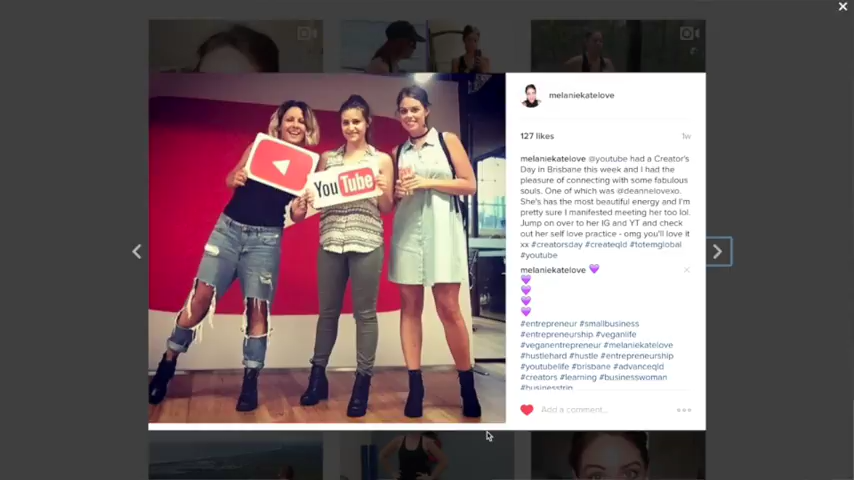 melaniekatelove
127 likes
1w
melaniekatelove @youtube had a Creator's
Day in Brisbane this week and I had the
pleasure of connecting with some fabulous
souls. One of which was @deannelovexo.
She's has the most beautiful energy and I'm
pretty sure I manifested meeting her too lol.
Jump on over to her IG and YT and check
out her self love practice - omg you'll love it
xx #creatorsday #createqld #totemglobal
#youtube
melaniekatelove 💜
💜
💜
💜
💜
#entrepreneur #smallbusiness
#entrepreneurship #veganlife
#veganentrepreneur #melaniekatelove
#hustlehard #hustle #entrepreneurship
#youtubelife #brisbane #advanceqld
#creators #learning #businesswoman
#businesstrip
Add a comment...
YouTube